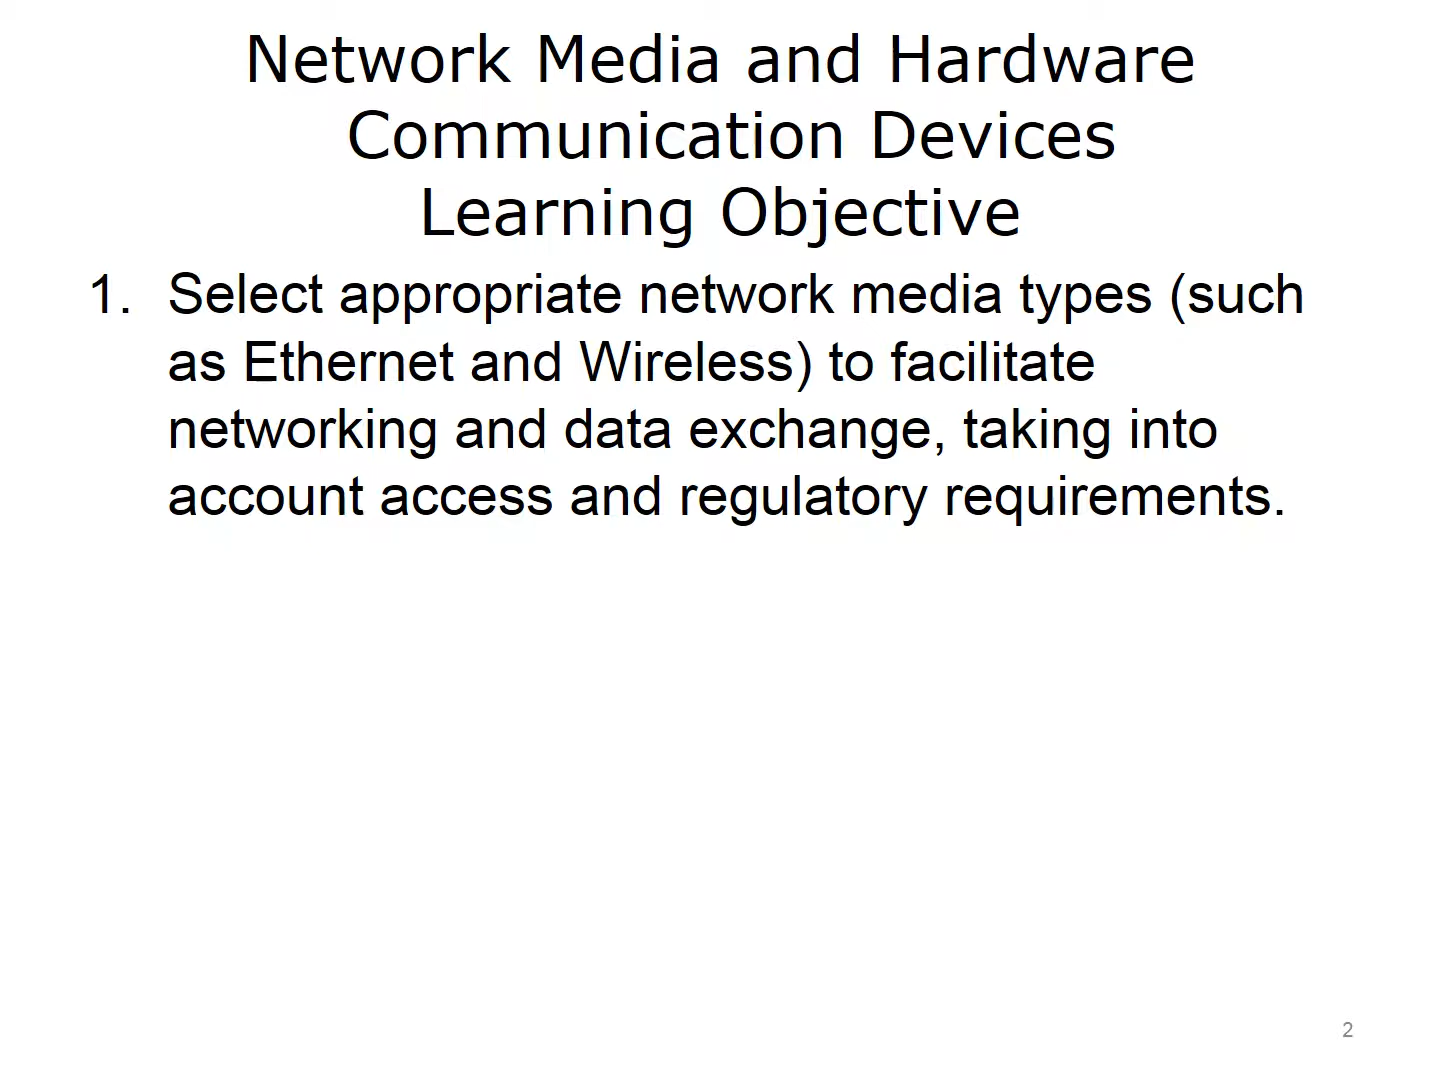 Network Media and Hardware
Communication Devices
Learning Objective
1. Select appropriate network media types (such
as Ethernet and Wireless) to facilitate
networking and data exchange, taking into
account access and regulatory requirements.
2